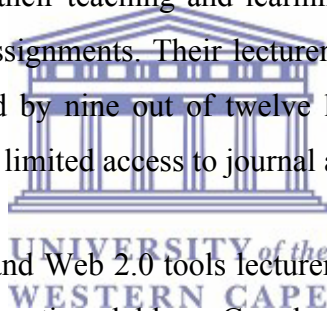 their teaching and learning
ssignments. Their lecturer
d by nine out of twelve
limited access to journal a
UNIVERSITY of the
and Web 2.0 tools lecturer
WESTERN CAPE